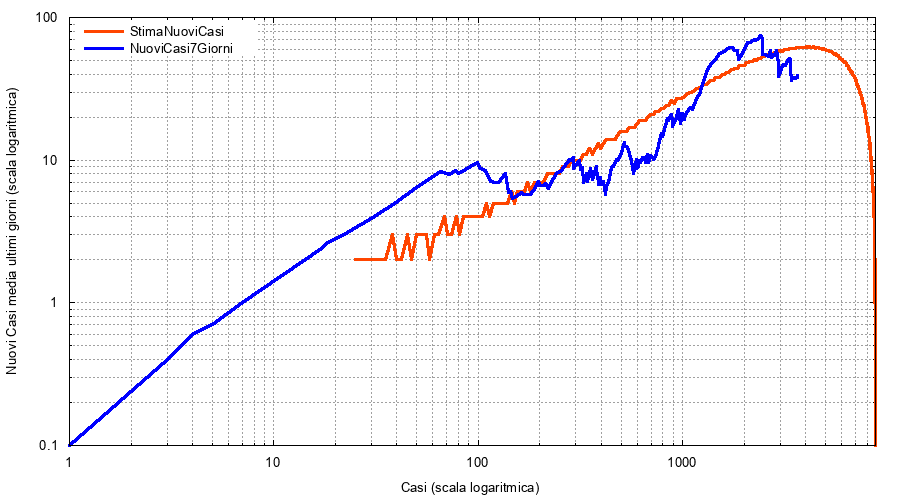 100
StimaNuoviCasi
NuoviCasi7Giorni
10
1
0.1
Nuovi Casi media ultimi giorni (scala logaritmica)
1 10 100 1000
Casi (scala logaritmica)